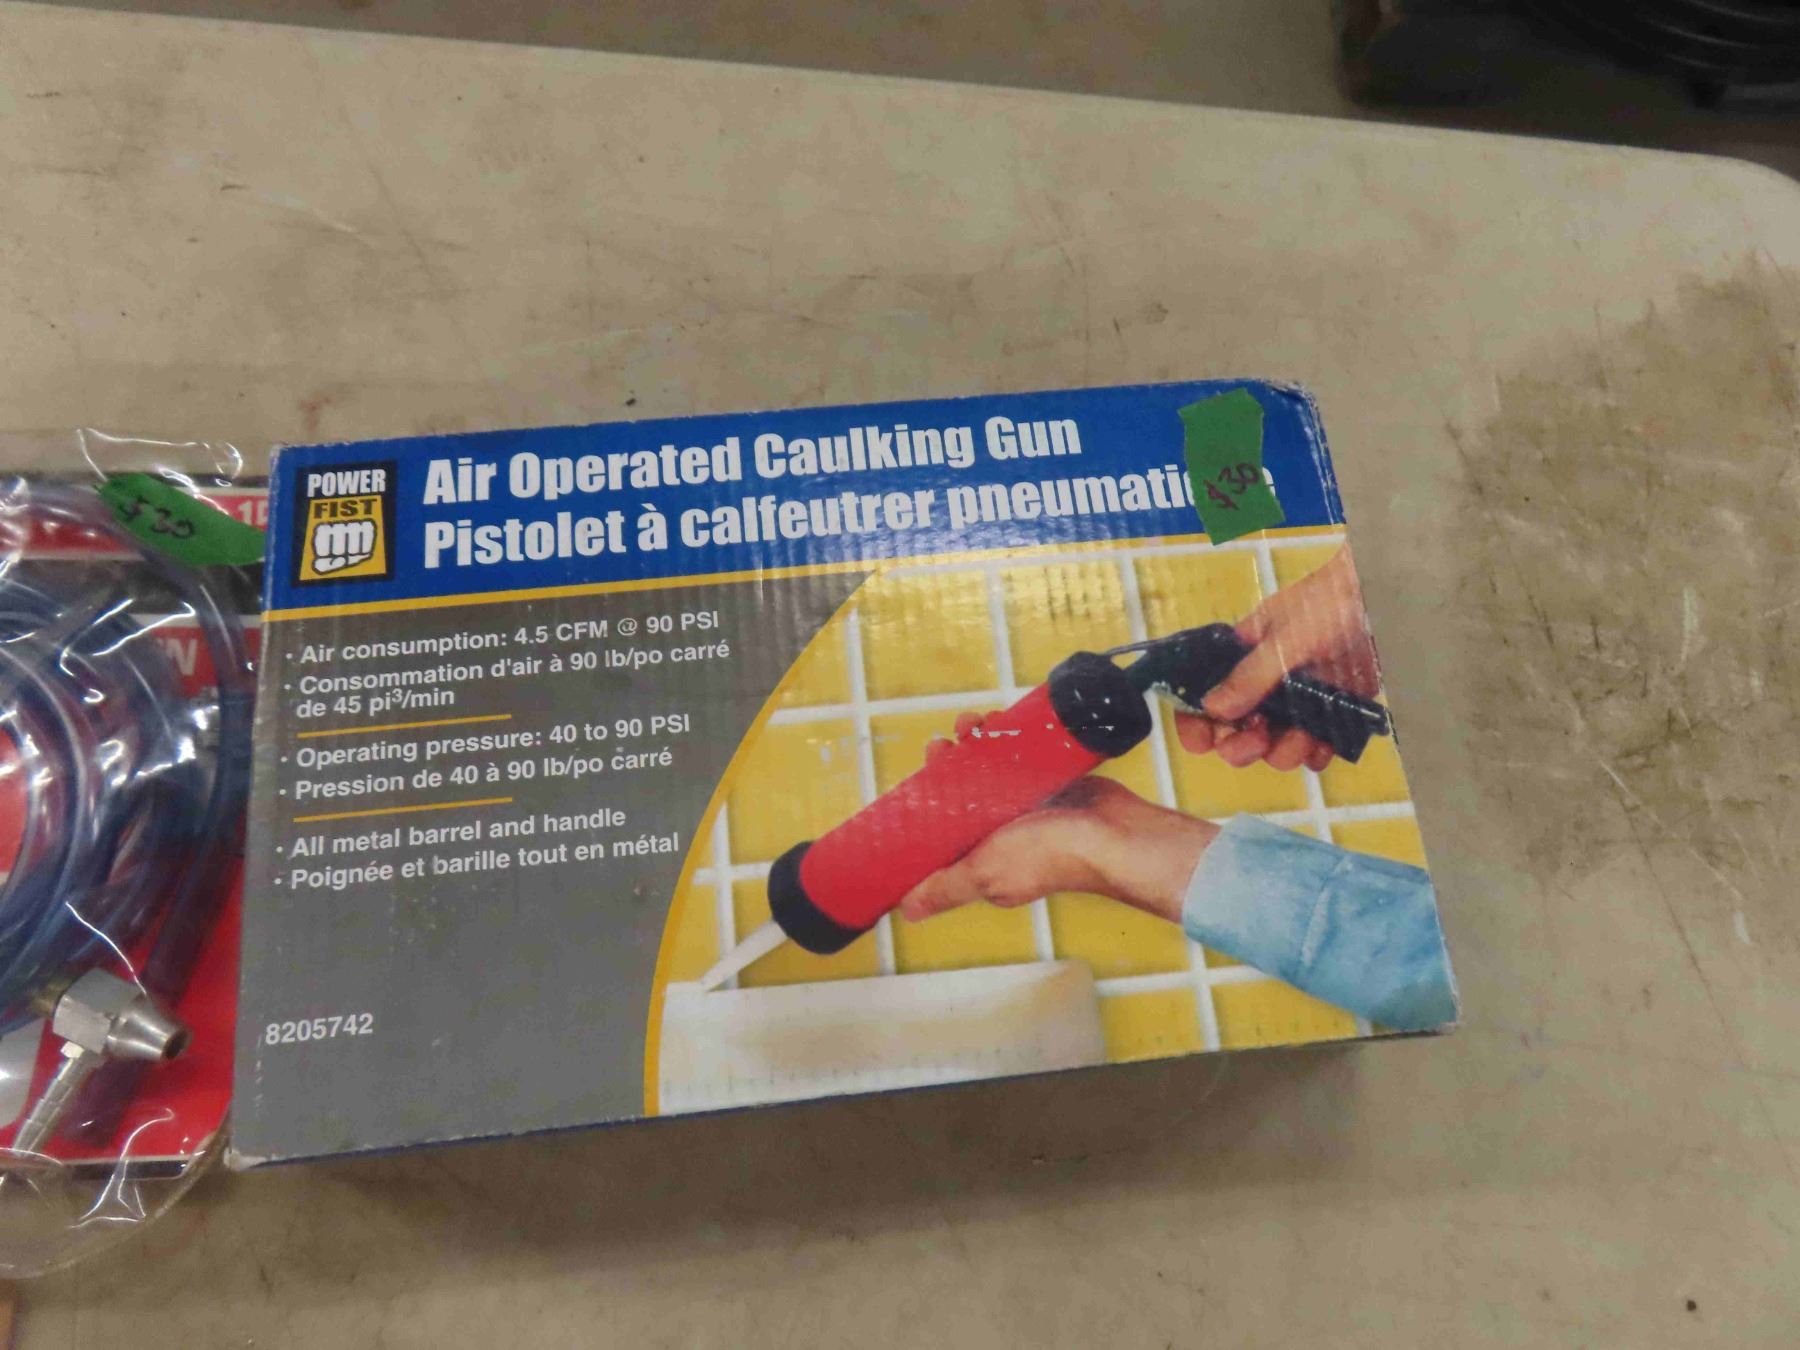 POWER
FIST
Air Operated Caulking Gun
Pistolet à calfeutrer pneumati e
$30
• Air consumption: 4.5 CFM @ 90 PSI
• Consommation d'air à 90 lb/po carré
de 45 pi³/min
• Operating pressure: 40 to 90 PSI
• Pression de 40 à 90 lb/po carré
• All metal barrel and handle
• Poignée et barille tout en métal
8205742
$30